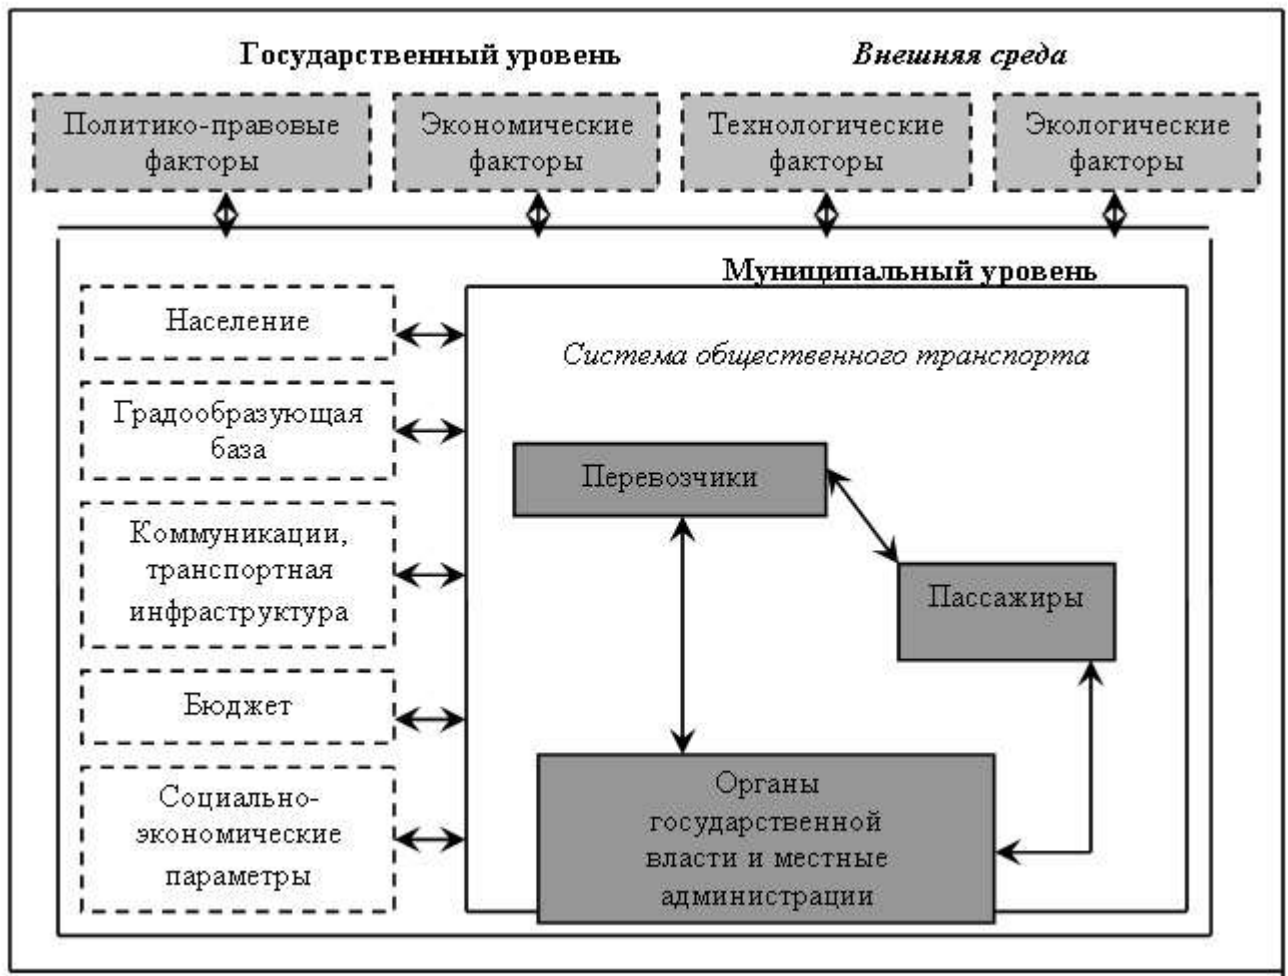 Государственный уровень
Внешняя среда
Политико-правовые
факторы
Экономические
факторы
Технологические
факторы
Экологические
факторы
Муниципальный уровень
Население
Градообразующая
база
Коммуникации,
транспортная
инфраструктура
Бюджет
Социально-
экономические
параметры
Система общественного транспорта
Перевозчики
Пассажиры
Органы
государственной
власти и местные
администрации